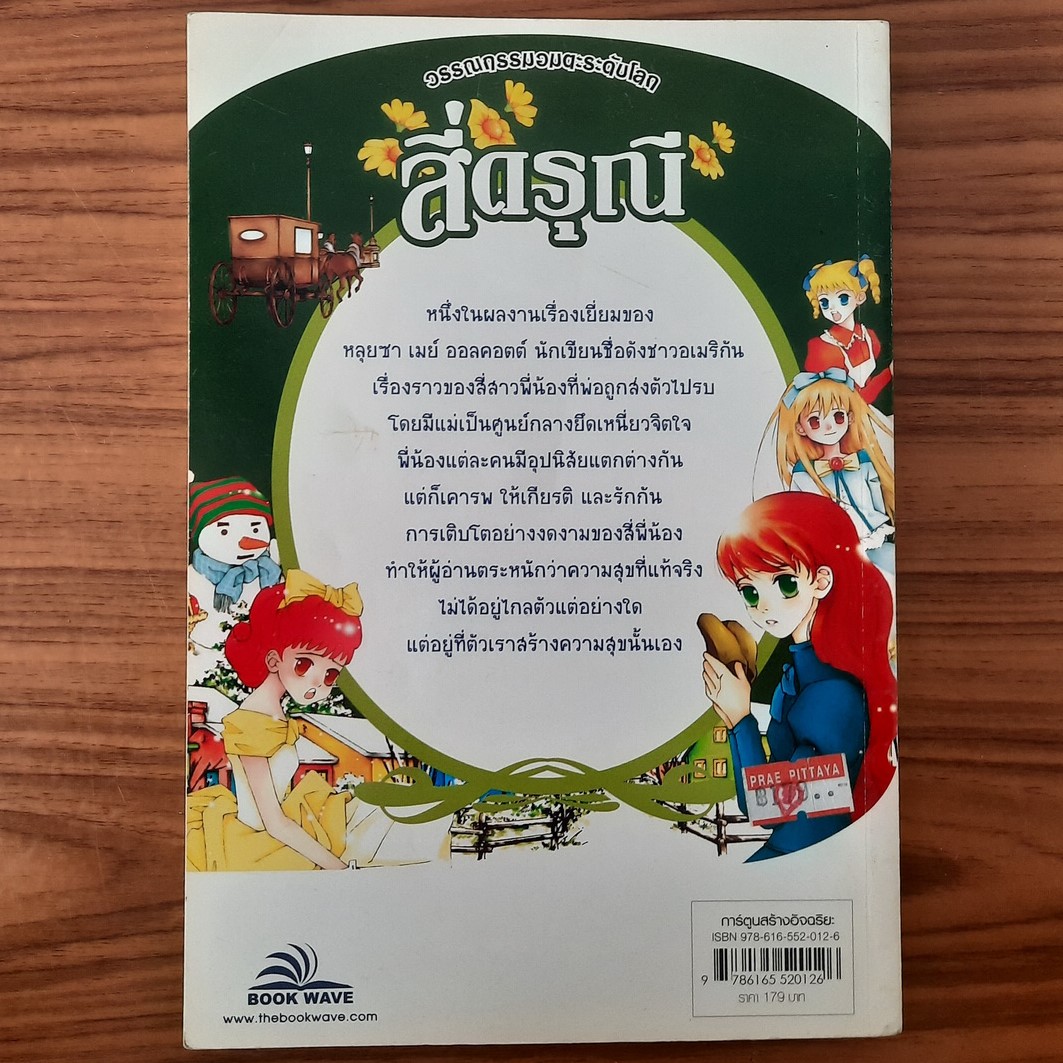 วรรณกรรมอมตะระดับโลก
สี่ดรุณี
หนึ่งในผลงานเรื่องเยี่ยมของ
หลุยซา เมย์ ออลคอตต์ นักเขียนชื่อดังชาวอเมริกัน
เรื่องราวของสี่สาวพี่น้องที่พ่อถูกส่งตัวไปรบ
โดยมีแม่เป็นศูนย์กลางยึดเหนี่ยวจิตใจ
พี่น้องแต่ละคนมีอุปนิสัยแตกต่างกัน
แต่ก็เคารพ ให้เกียรติ และรักกัน
การเติบโตอย่างงดงามของสี่พี่น้อง
ทำให้ผู้อ่านตระหนักว่าความสุขที่แท้จริง
ไม่ได้อยู่ไกลตัวแต่อย่างใด
แต่อยู่ที่ตัวเราสร้างความสุขนั้นเอง
PRAE PITTAYA
การ์ตูนสร้างอัจฉริยะ
ISBN 978-616-552-012-6
9 786165 520126
ราคา 179 บาท
BOOK WAVE
www.thebookwave.com